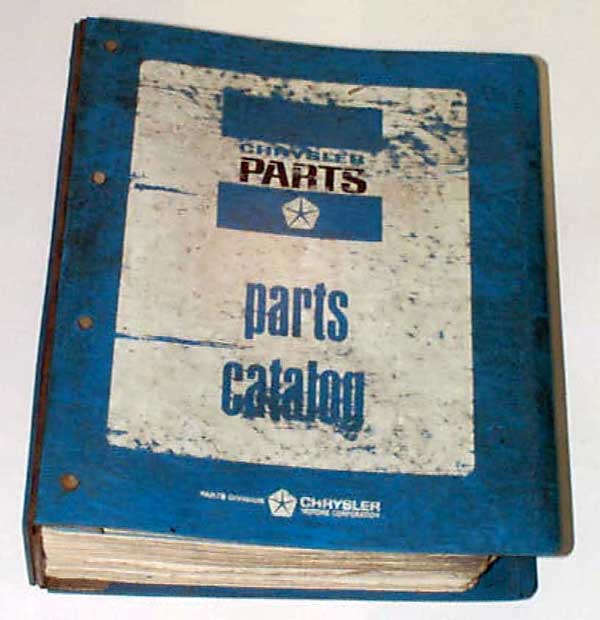 CHRYSLER
PARTS
parts
catalog
PARTS DIVISION CHRYSLER
MOTORS CORPORATION